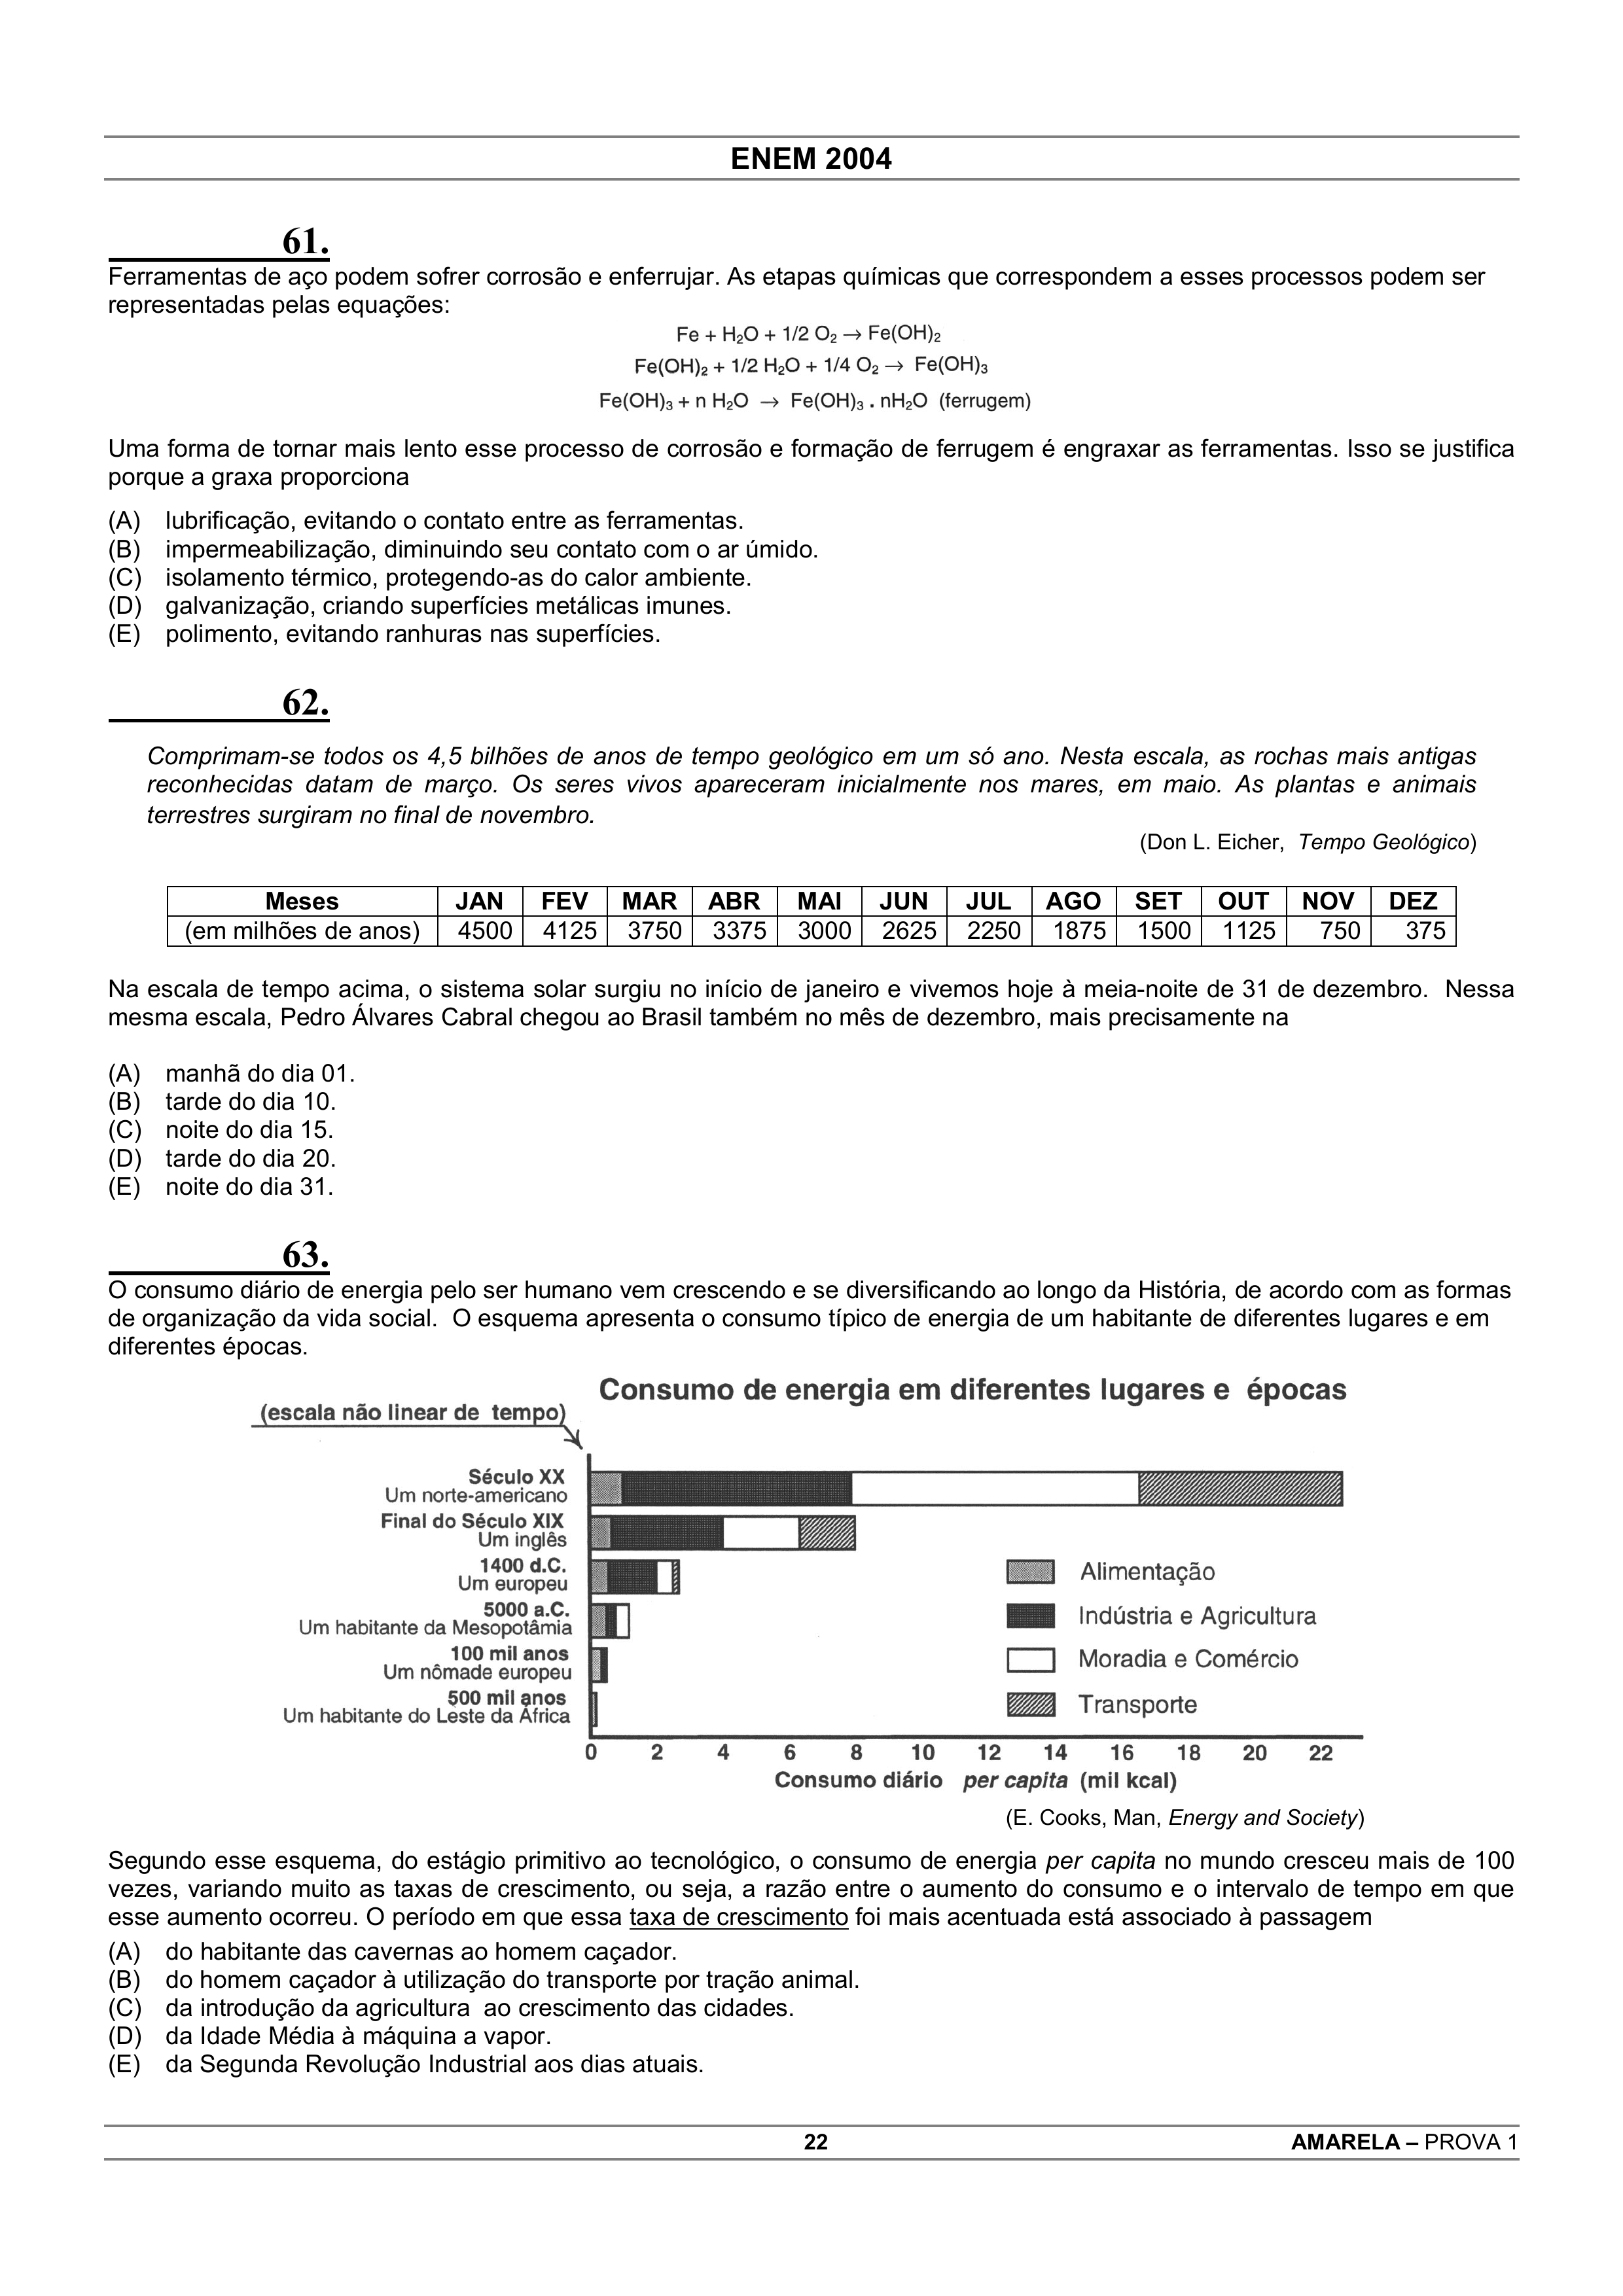 ENEM 2004
61.
Ferramentas de aço podem sofrer corrosão e enferrujar. As etapas químicas que correspondem a esses processos podem ser
representadas pelas equações:
Fe + H₂O + 1/2 O₂ → Fe(OH)₂
Fe(OH)₂ + 1/2 H₂O + 1/4 O₂ → Fe(OH)₃
Fe(OH)₃ + n H₂O → Fe(OH)₃ . nH₂O (ferrugem)
Uma forma de tornar mais lento esse processo de corrosão e formação de ferrugem é engraxar as ferramentas. Isso se justifica
porque a graxa proporciona
(A) lubrificação, evitando o contato entre as ferramentas.
(B) impermeabilização, diminuindo seu contato com o ar úmido.
(C) isolamento térmico, protegendo-as do calor ambiente.
(D) galvanização, criando superfícies metálicas imunes.
(E) polimento, evitando ranhuras nas superfícies.
62.
Comprimam-se todos os 4,5 bilhões de anos de tempo geológico em um só ano. Nesta escala, as rochas mais antigas
reconhecidas datam de março. Os seres vivos apareceram inicialmente nos mares, em maio. As plantas e animais
terrestres surgiram no final de novembro.
(Don L. Eicher, Tempo Geológico)
Meses JAN FEV MAR ABR MAI JUN JUL AGO SET OUT NOV DEZ
(em milhões de anos) 4500 4125 3750 3375 3000 2625 2250 1875 1500 1125 750 375
Na escala de tempo acima, o sistema solar surgiu no início de janeiro e vivemos hoje à meia-noite de 31 de dezembro. Nessa
mesma escala, Pedro Álvares Cabral chegou ao Brasil também no mês de dezembro, mais precisamente na
(A) manhã do dia 01.
(B) tarde do dia 10.
(C) noite do dia 15.
(D) tarde do dia 20.
(E) noite do dia 31.
63.
O consumo diário de energia pelo ser humano vem crescendo e se diversificando ao longo da História, de acordo com as formas
de organização da vida social. O esquema apresenta o consumo típico de energia de um habitante de diferentes lugares e em
diferentes épocas.
Consumo de energia em diferentes lugares e épocas
(escala não linear de tempo)
Século XX
Um norte-americano
Final do Século XIX
Um inglês
1400 d.C.
Um europeu
5000 a.C.
Um habitante da Mesopotâmia
100 mil anos
Um nômade europeu
500 mil anos
Um habitante do Leste da África
Alimentação
Indústria e Agricultura
Moradia e Comércio
Transporte
0 2 4 6 8 10 12 14 16 18 20 22
Consumo diário per capita (mil kcal)
(E. Cooks, Man, Energy and Society)
Segundo esse esquema, do estágio primitivo ao tecnológico, o consumo de energia per capita no mundo cresceu mais de 100
vezes, variando muito as taxas de crescimento, ou seja, a razão entre o aumento do consumo e o intervalo de tempo em que
esse aumento ocorreu. O período em que essa taxa de crescimento foi mais acentuada está associado à passagem
(A) do habitante das cavernas ao homem caçador.
(B) do homem caçador à utilização do transporte por tração animal.
(C) da introdução da agricultura ao crescimento das cidades.
(D) da Idade Média à máquina a vapor.
(E) da Segunda Revolução Industrial aos dias atuais.
22
AMARELA – PROVA 1